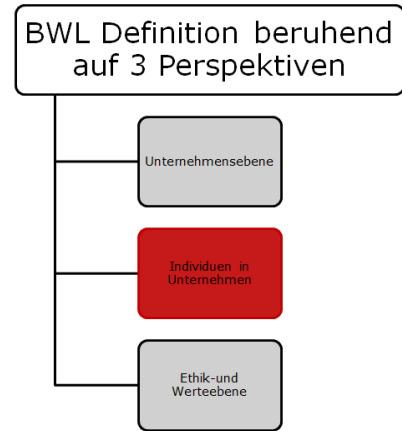 BWL Definition beruhend
auf 3 Perspektiven
Unternehmensebene
Individuen in
Unternehmen
Ethik-und
Werteebene